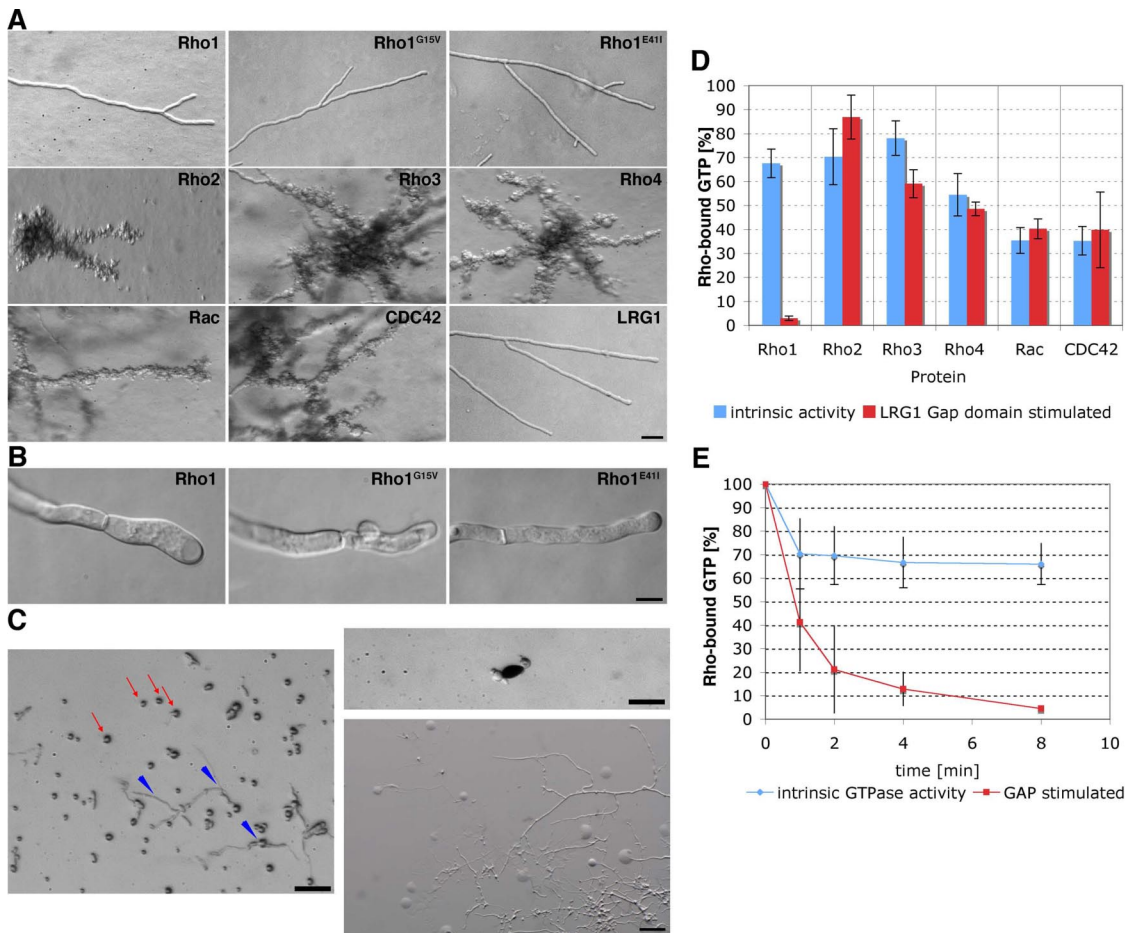 A
Rho1
Rho1G15V
Rho1E41I
Rho2
Rho3
Rho4
Rac
CDC42
LRG1
B
Rho1
Rho1G15V
Rho1E41I
C
D
Rho-bound GTP [%]
100
90
80
70
60
50
40
30
20
10
0
Rho1 Rho2 Rho3 Rho4 Rac CDC42
Protein
intrinsic activity LRG1 Gap domain stimulated
E
Rho-bound GTP [%]
100
90
80
70
60
50
40
30
20
10
0
0 2 4 6 8 10
time [min]
intrinsic GTPase activity GAP stimulated